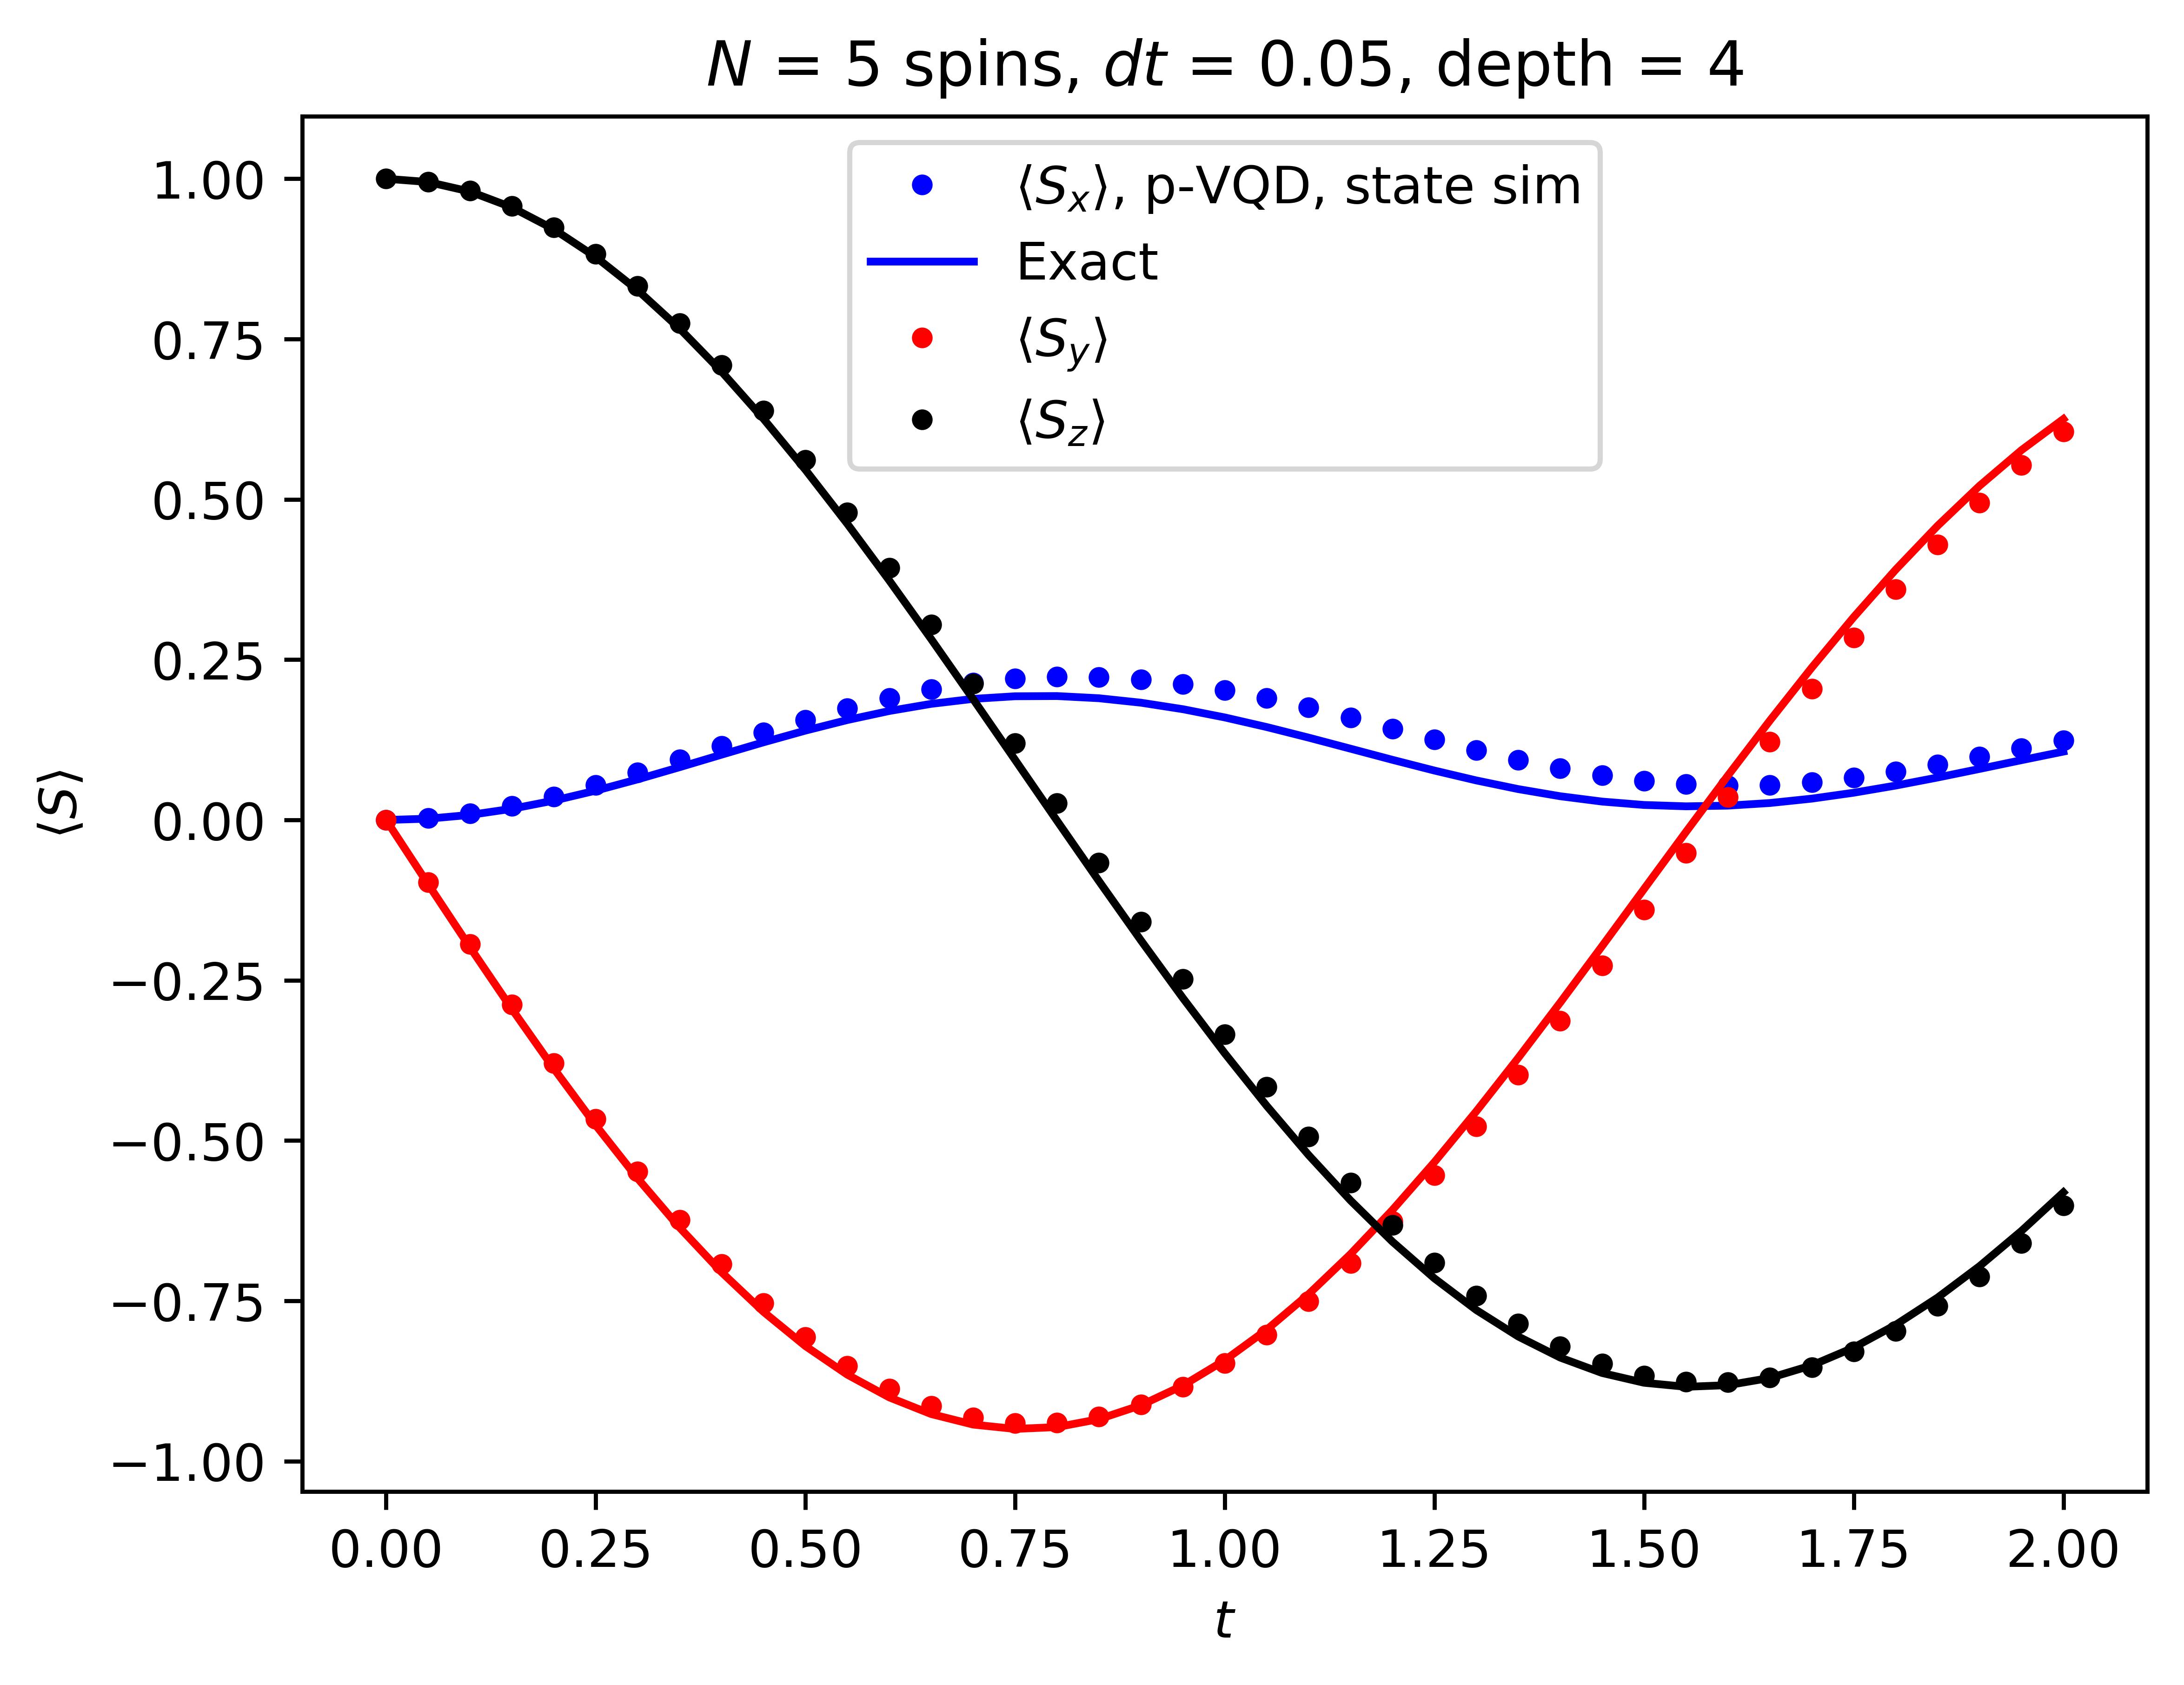 N = 5 spins, dt = 0.05, depth = 4
⟨Sx⟩, p-VQD, state sim
Exact
⟨Sy⟩
⟨Sz⟩
⟨S⟩
1.00
0.75
0.50
0.25
0.00
−0.25
−0.50
−0.75
−1.00
0.00 0.25 0.50 0.75 1.00 1.25 1.50 1.75 2.00
t